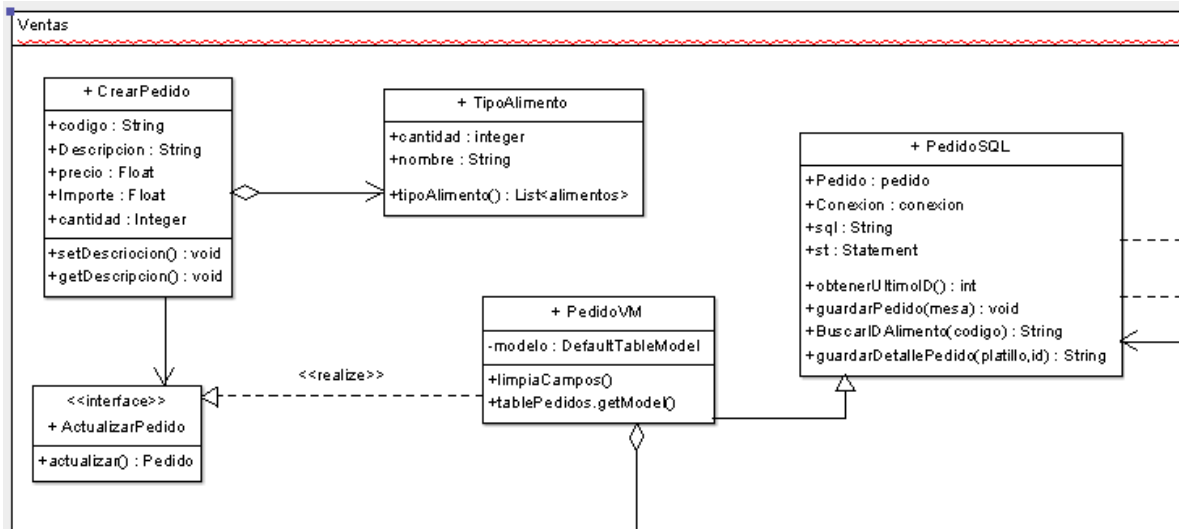 Ventas
+ CrearPedido
+codigo : String
+Descripcion : String
+precio : Float
+Importe : Float
+cantidad : Integer
+setDescriocion() : void
+getDescripcion() : void
+ TipoAlimento
+cantidad : integer
+nombre : String
+tipoAlimento() : List<alimentos>
+ PedidoSQL
+Pedido : pedido
+Conexion : conexion
+sql : String
+st : Statement
+obtenerUltimoID() : int
+guardarPedido(mesa) : void
+BuscarIDAlimento(codigo) : String
+guardarDetallePedido(platillo,id) : String
+ PedidoVM
-modelo : DefaultTableModel
+limpiaCampos()
+tablePedidos.getModel()
<<realize>>
<<interface>>
+ ActualizarPedido
+actualizar() : Pedido